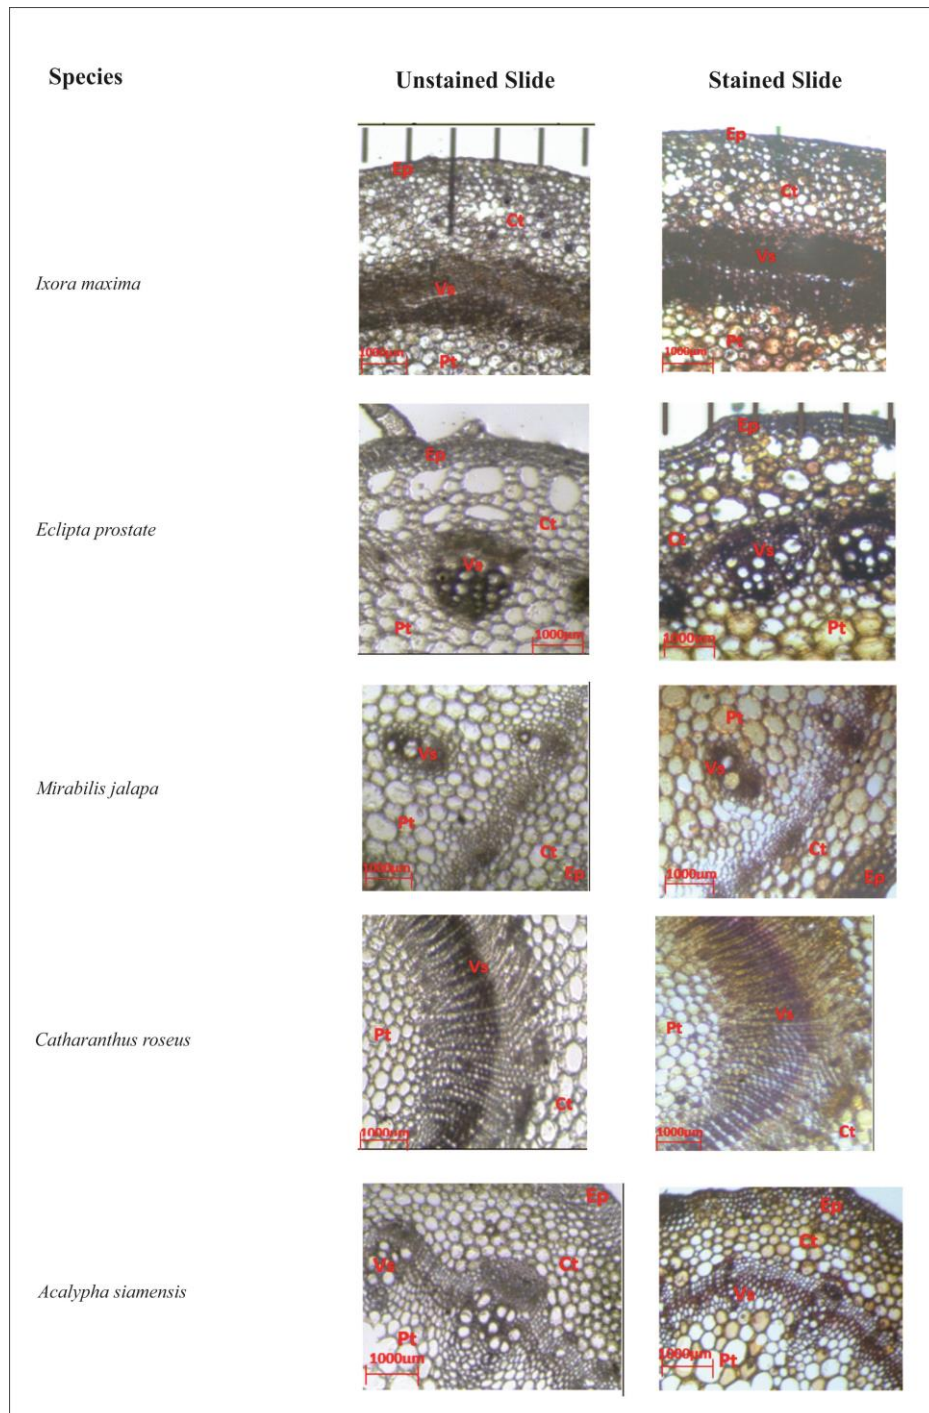 Species Unstained Slide Stained Slide
Ixora maxima
Ep
Ct
Vs
Pt
1000µm
Ep
Ct
Vs
Pt
1000µm
Eclipta prostate
Ep
Ct
Vs
Pt
1000µm
Ep
Ct
Vs
Pt
1000µm
Mirabilis jalapa
Vs
Pt
Ct
Ep
1000µm
Pt
Vs
Ct
Ep
1000µm
Catharanthus roseus
Vs
Pt
Ct
1000µm
Vs
Pt
Ct
1000µm
Acalypha siamensis
Ep
Vs
Ct
Pt
1000µm
Ep
Ct
Vs
Pt
1000µm